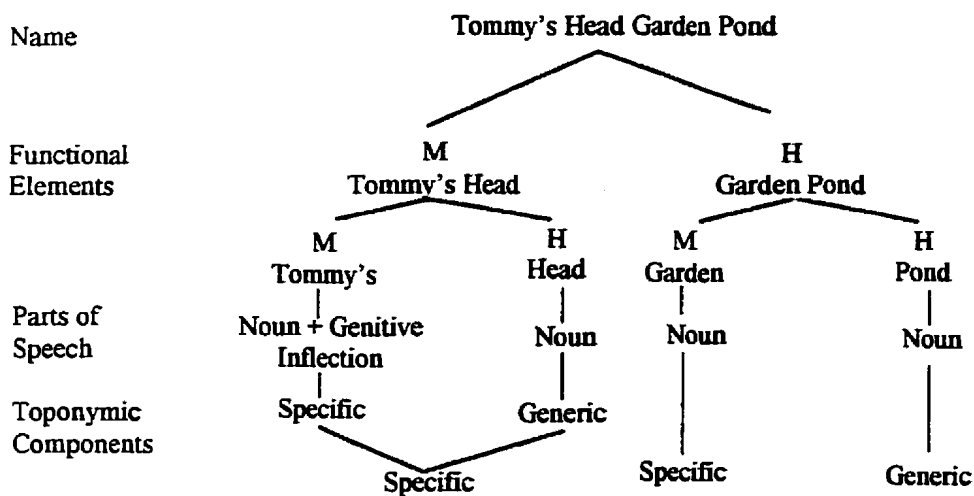 Name
Tommy's Head Garden Pond
Functional
Elements
M
Tommy's Head
H
Garden Pond
M
Tommy's
H
Head
M
Garden
H
Pond
Parts of
Speech
Noun + Genitive
Inflection
Noun
Noun
Noun
Toponymic
Components
Specific
Generic
Specific
Specific
Generic